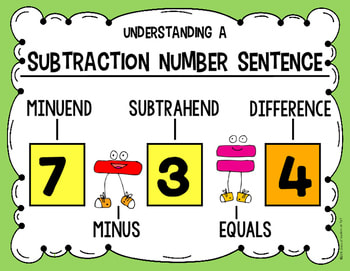 UNDERSTANDING A
SUBTRACTION NUMBER SENTENCE
MINUEND SUBTRAHEND DIFFERENCE
7 3 4
MINUS EQUALS